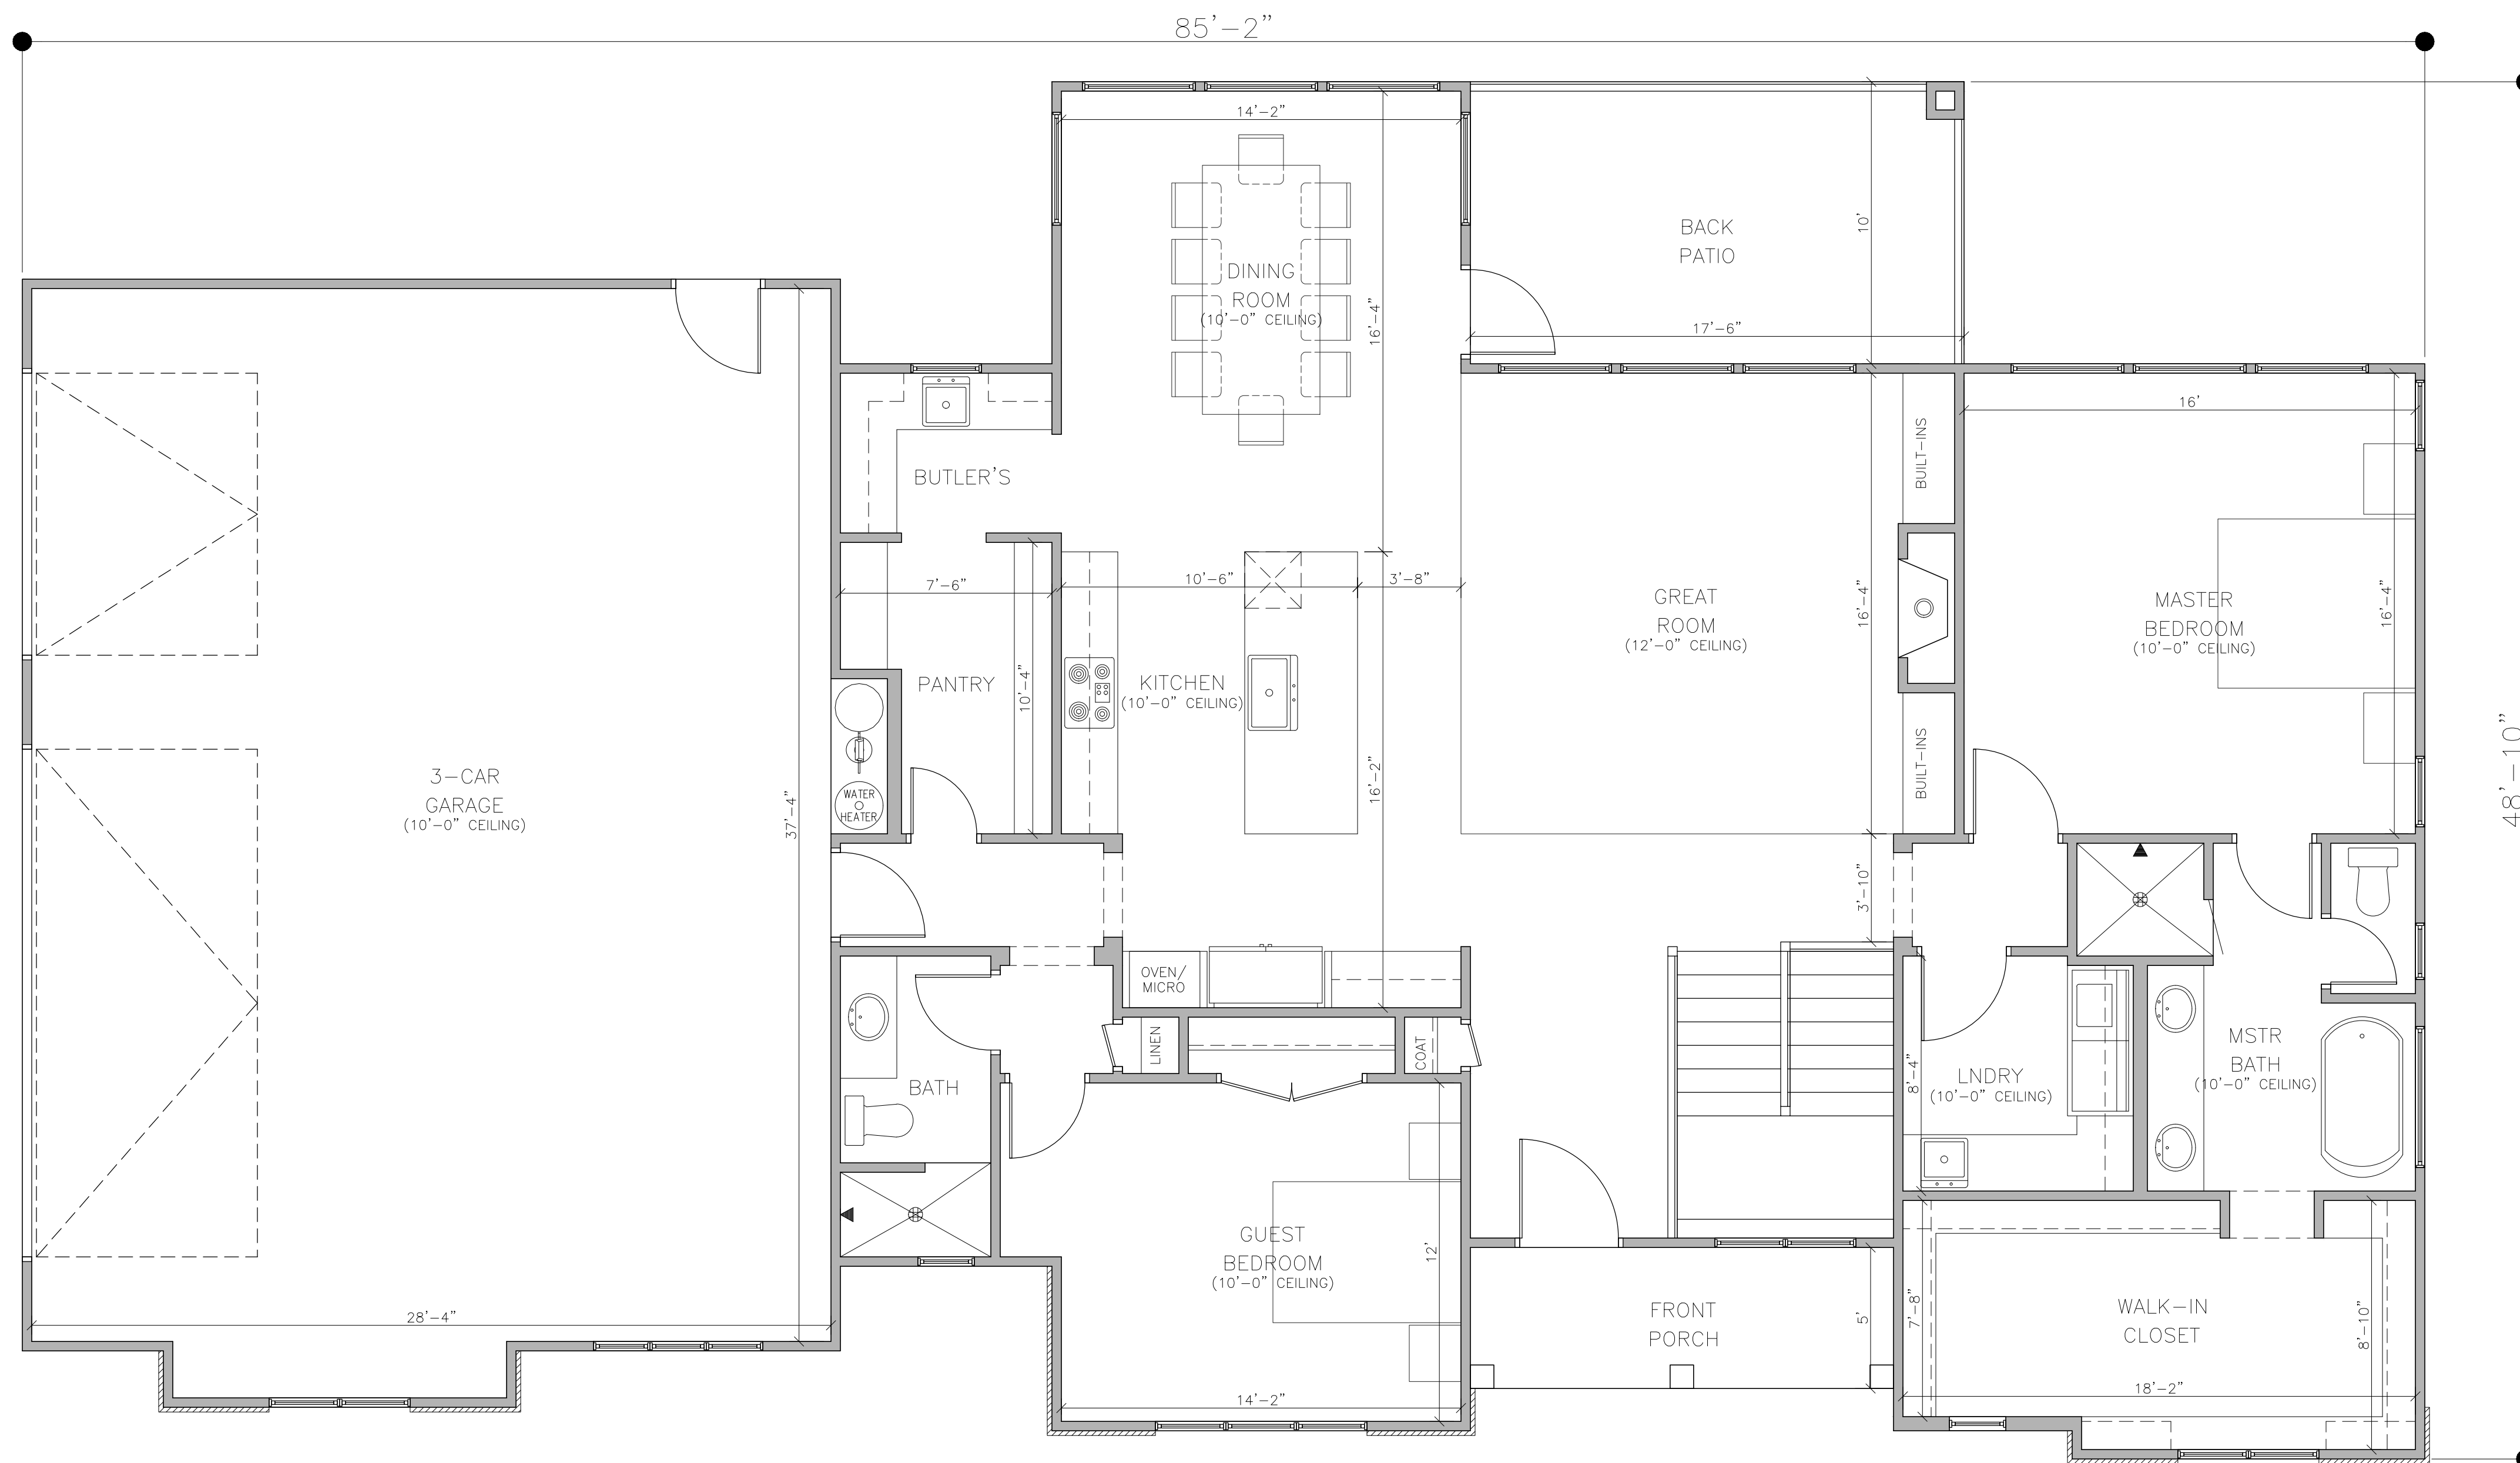 85'-2"
14'-2"
10'
BACK
PATIO
DINING
ROOM
(10'-0" CEILING)
16'-4"
17'-6"
16'
BUTLER'S
BUILT-INS
7'-6"
10'-6"
3'-8"
GREAT
ROOM
(12'-0" CEILING)
16'-4"
MASTER
BEDROOM
(10'-0" CEILING)
16'-4"
PANTRY
10'-4"
KITCHEN
(10'-0" CEILING)
3-CAR
GARAGE
(10'-0" CEILING)
37'-4"
WATER
HEATER
16'-2"
BUILT-INS
48'-10"
3'-10"
OVEN/
MICRO
LINEN
COAT
BATH
8'-4"
LNDRY
(10'-0" CEILING)
MSTR
BATH
(10'-0" CEILING)
GUEST
BEDROOM
(10'-0" CEILING)
12'
FRONT
PORCH
5'
7'-8"
WALK-IN
CLOSET
8'-10"
28'-4"
14'-2"
18'-2"